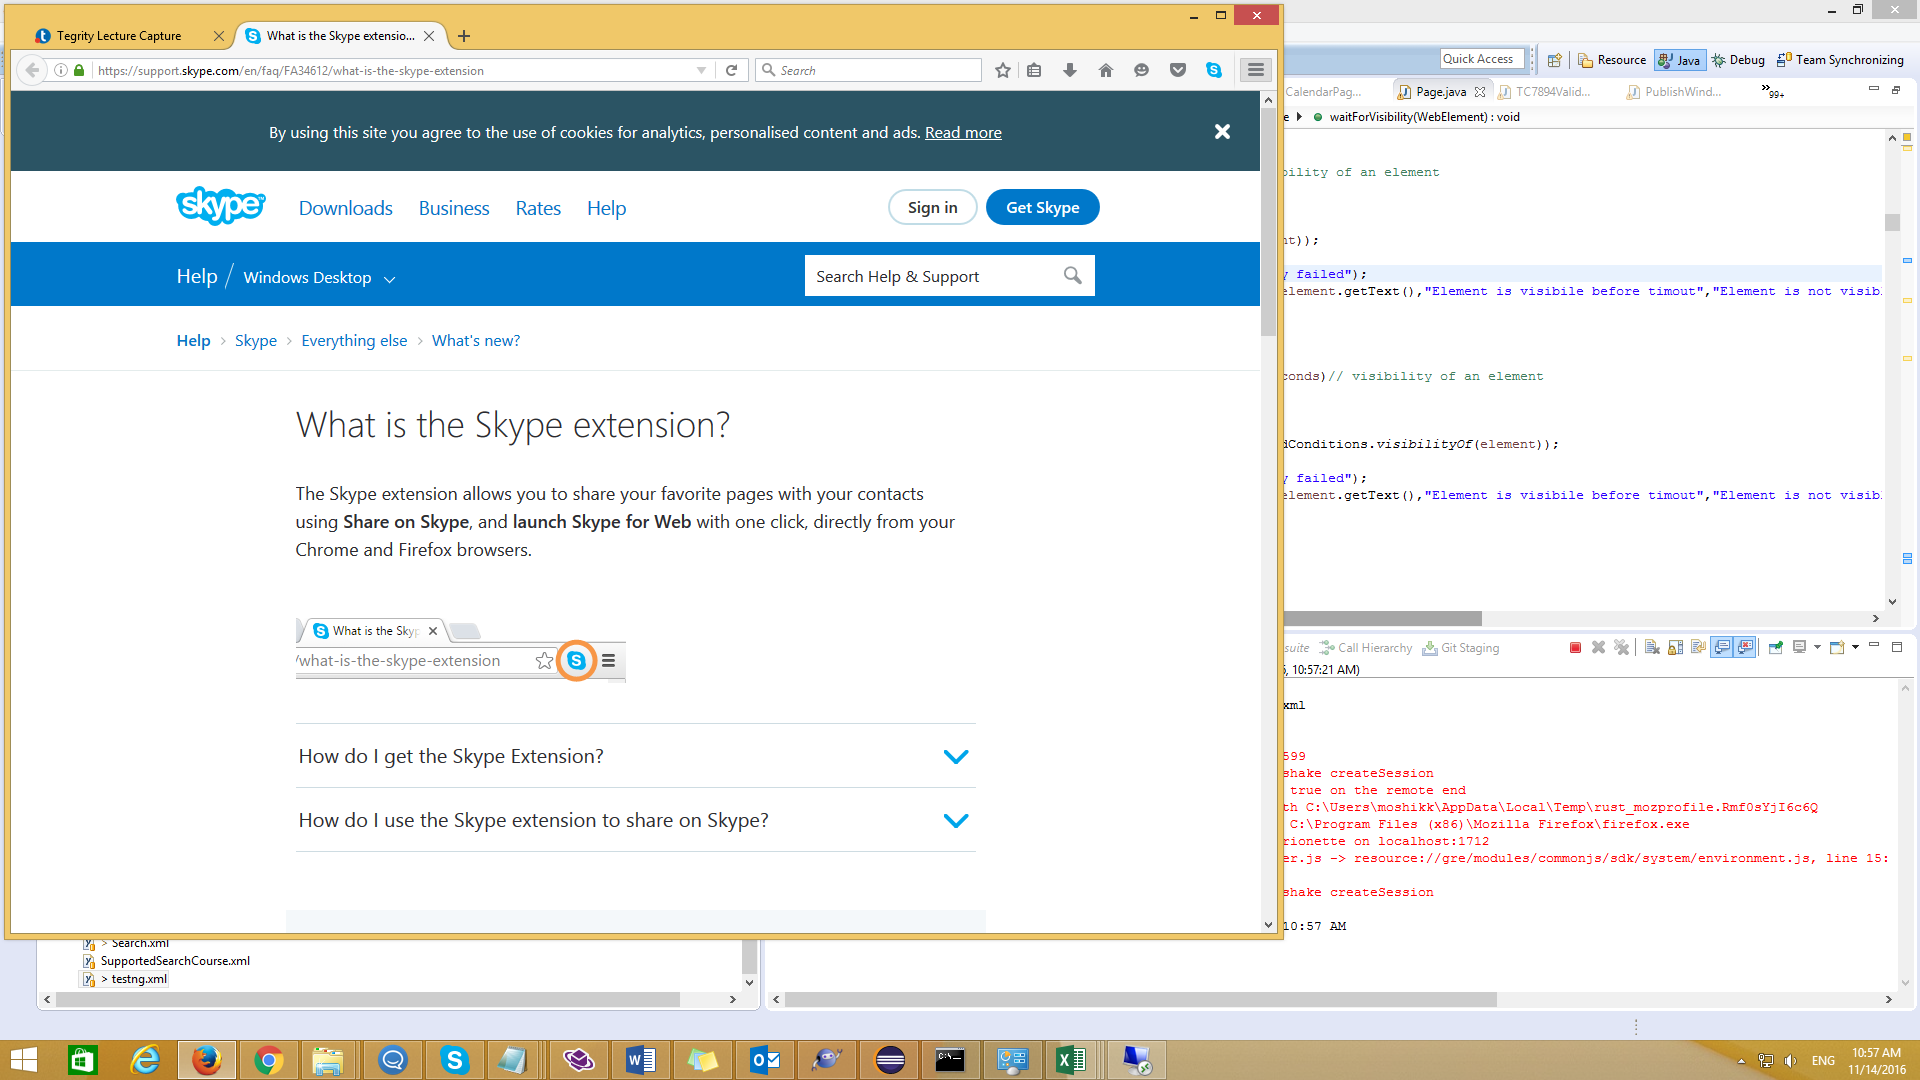 Tegrity Lecture Capture
What is the Skype extensio...
https://support.skype.com/en/faq/FA34612/what-is-the-skype-extension
Search
By using this site you agree to the use of cookies for analytics, personalised content and ads. Read more
skype
Downloads
Business
Rates
Help
Sign in
Get Skype
Help / Windows Desktop
Search Help & Support
Help > Skype > Everything else > What's new?
What is the Skype extension?
The Skype extension allows you to share your favorite pages with your contacts
using Share on Skype, and launch Skype for Web with one click, directly from your
Chrome and Firefox browsers.
What is the Skyp
/what-is-the-skype-extension
How do I get the Skype Extension?
How do I use the Skype extension to share on Skype?
Quick Access
Resource
Java
Debug
Team Synchronizing
CalendarPag...
Page.java
TC7894Valid...
PublishWind...
»99+
waitForVisibility(WebElement) : void
bility of an element
nt));
y failed");
element.getText(),"Element is visibile before timout","Element is not visib
conds)// visibility of an element
dConditions.visibilityOf(element));
y failed");
element.getText(),"Element is visibile before timout","Element is not visib
suite
Call Hierarchy
Git Staging
, 10:57:21 AM)
xml
599
shake createSession
true on the remote end
th C:\Users\moshikk\AppData\Local\Temp\rust_mozprofile.Rmf0sYjI6c6Q
C:\Program Files (x86)\Mozilla Firefox\firefox.exe
rionette on localhost:1712
er.js -> resource://gre/modules/commonjs/sdk/system/environment.js, line 15:
shake createSession
10:57 AM
> Search.xml
SupportedSearchCourse.xml
> testng.xml
ENG
10:57 AM
11/14/2016